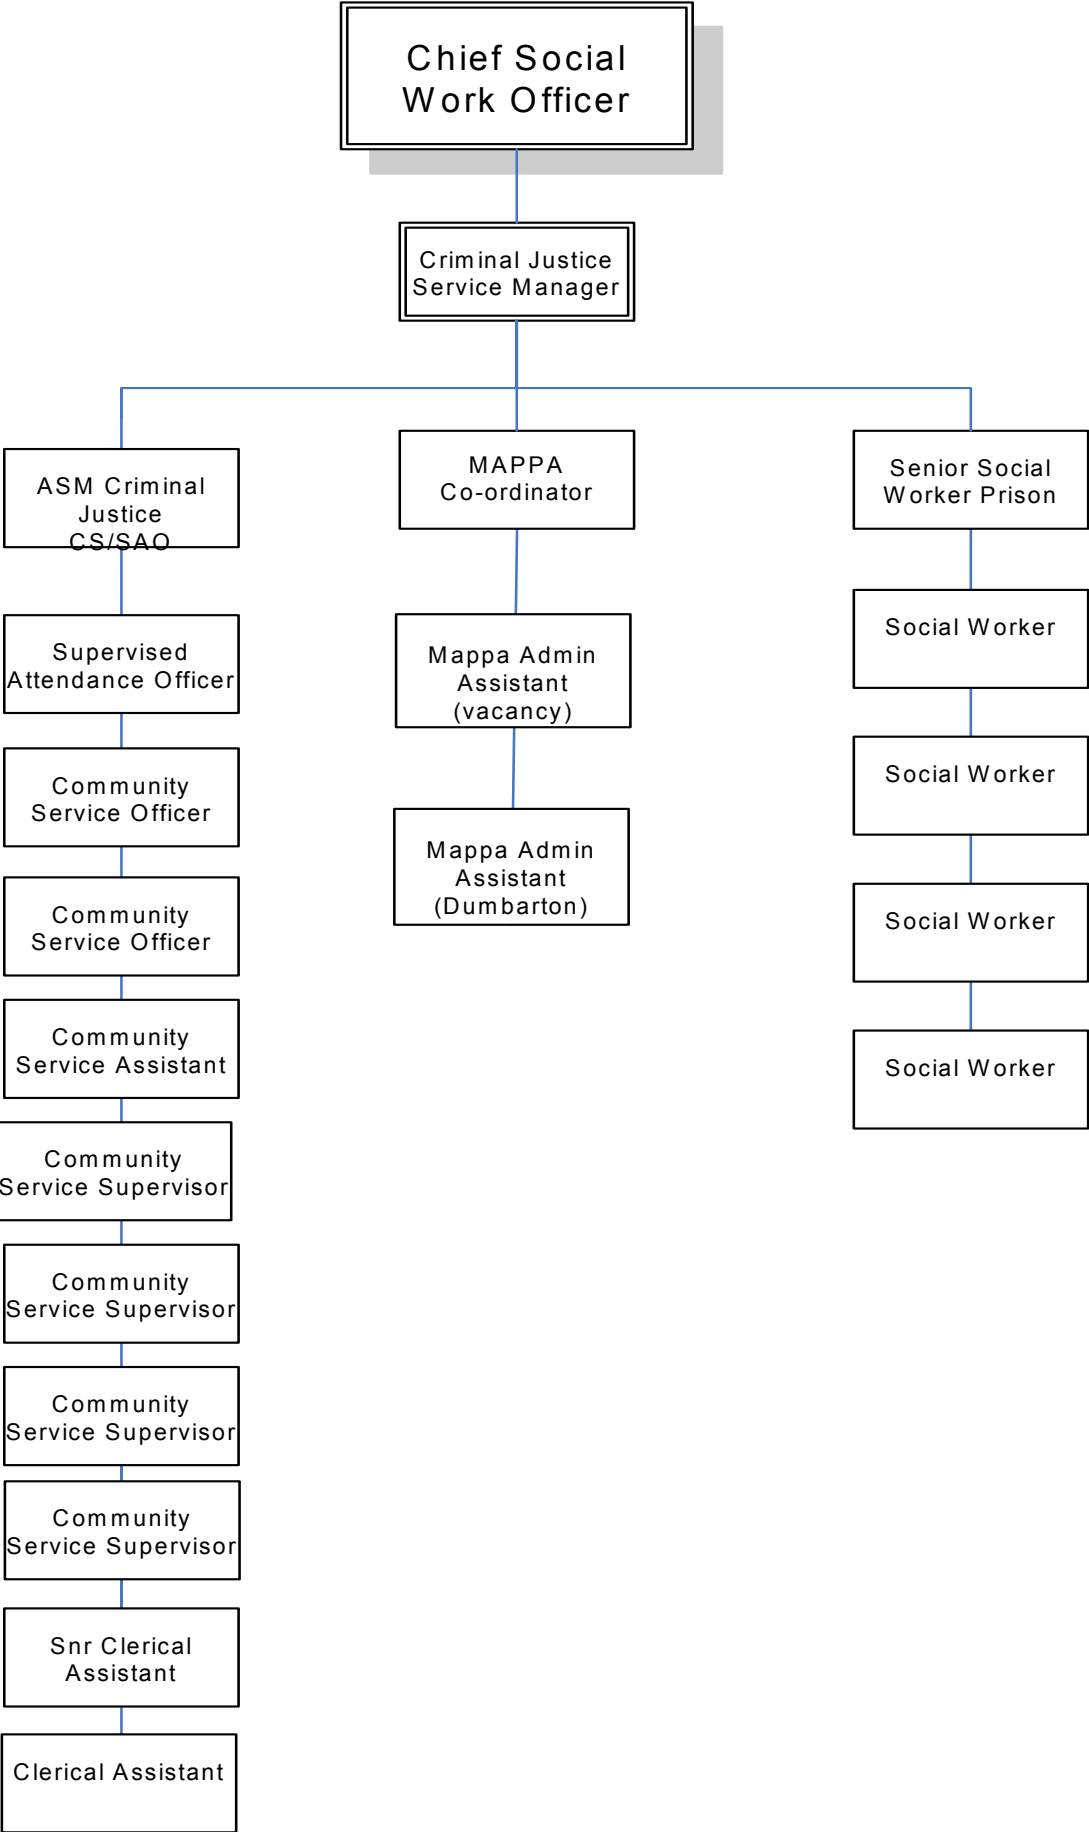 Chief Social
Work Officer
Criminal Justice
Service Manager
ASM Criminal
Justice
CS/SAO
Supervised
Attendance Officer
Community
Service Officer
Community
Service Officer
Community
Service Assistant
Community
Service Supervisor
Community
Service Supervisor
Community
Service Supervisor
Community
Service Supervisor
Snr Clerical
Assistant
Clerical Assistant
MAPPA
Co-ordinator
Mappa Admin
Assistant
(vacancy)
Mappa Admin
Assistant
(Dumbarton)
Senior Social
Worker Prison
Social Worker
Social Worker
Social Worker
Social Worker